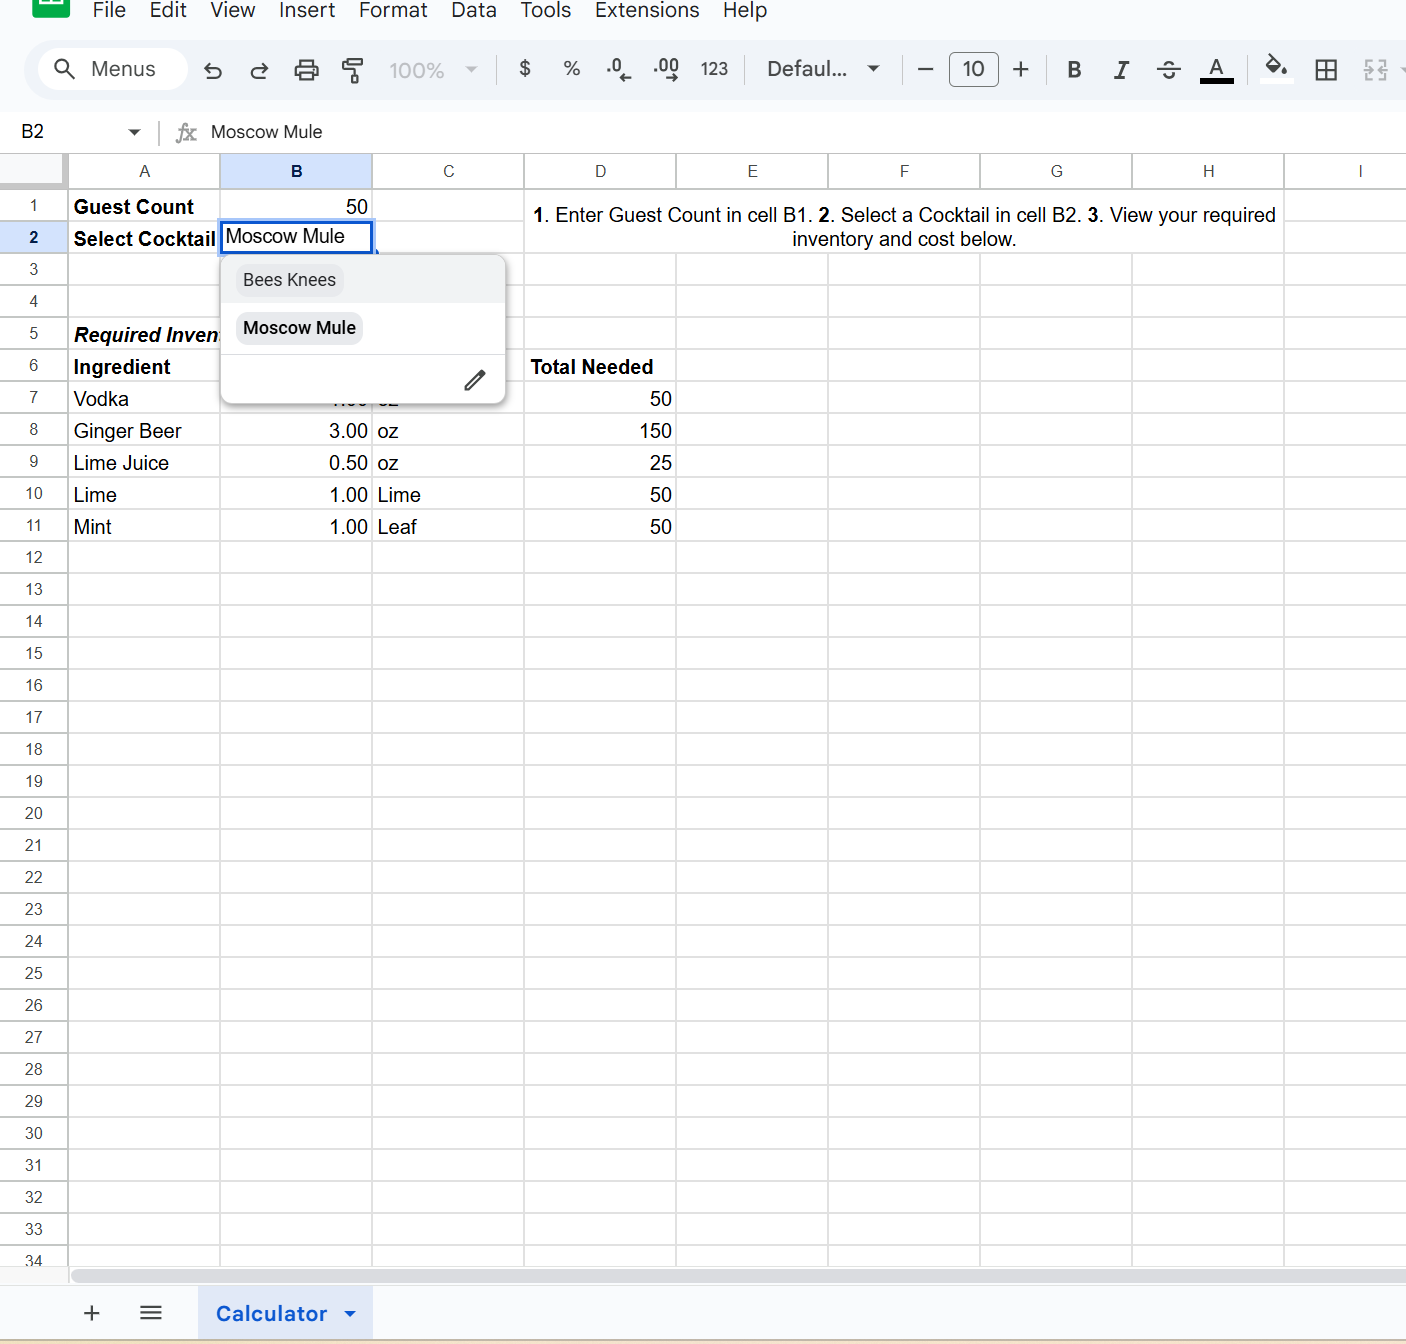 File Edit View Insert Format Data Tools Extensions Help
Menus 100% $ % .0 .00 123 Defaul... 10 B I A
B2 fx Moscow Mule
A B C D E F G H I
1 Guest Count 50
1. Enter Guest Count in cell B1. 2. Select a Cocktail in cell B2. 3. View your required
inventory and cost below.
2 Select Cocktail Moscow Mule
3 Bees Knees
4 Moscow Mule
5 Required Inven
6 Ingredient Total Needed
7 Vodka 50
8 Ginger Beer 3.00 oz 150
9 Lime Juice 0.50 oz 25
10 Lime 1.00 Lime 50
11 Mint 1.00 Leaf 50
12
13
14
15
16
17
18
19
20
21
22
23
24
25
26
27
28
29
30
31
32
33
34
Calculator